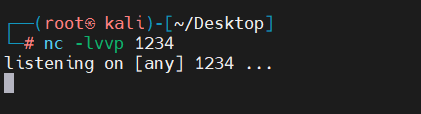 ┌──(root㉿ kali)-[~/Desktop]
└─# nc -lvvp 1234
listening on [any] 1234 ...